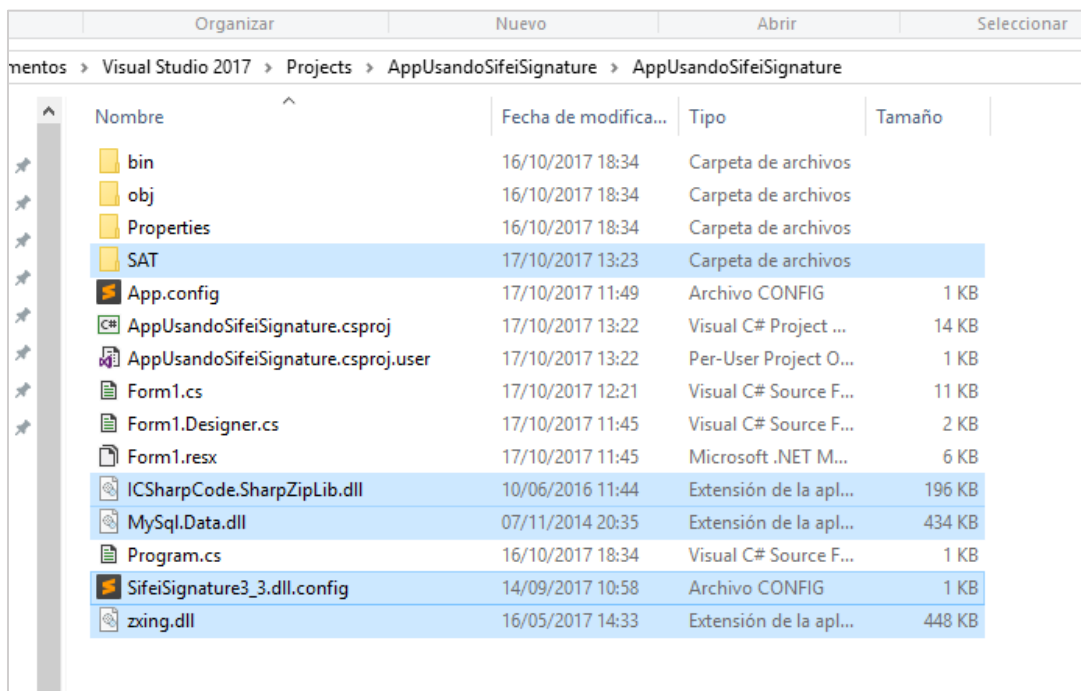 Organizar Nuevo Abrir Seleccionar
mentos > Visual Studio 2017 > Projects > AppUsandoSifeiSignature > AppUsandoSifeiSignature
Nombre Fecha de modifica... Tipo Tamaño
bin 16/10/2017 18:34 Carpeta de archivos
obj 16/10/2017 18:34 Carpeta de archivos
Properties 16/10/2017 18:34 Carpeta de archivos
SAT 17/10/2017 13:23 Carpeta de archivos
App.config 17/10/2017 11:49 Archivo CONFIG 1 KB
AppUsandoSifeiSignature.csproj 17/10/2017 13:22 Visual C# Project ... 14 KB
AppUsandoSifeiSignature.csproj.user 17/10/2017 13:22 Per-User Project O... 1 KB
Form1.cs 17/10/2017 12:21 Visual C# Source F... 11 KB
Form1.Designer.cs 17/10/2017 11:45 Visual C# Source F... 2 KB
Form1.resx 17/10/2017 11:45 Microsoft .NET M... 6 KB
ICSharpCode.SharpZipLib.dll 10/06/2016 11:44 Extensión de la apl... 196 KB
MySql.Data.dll 07/11/2014 20:35 Extensión de la apl... 434 KB
Program.cs 16/10/2017 18:34 Visual C# Source F... 1 KB
SifeiSignature3_3.dll.config 14/09/2017 10:58 Archivo CONFIG 1 KB
zxing.dll 16/05/2017 14:33 Extensión de la apl... 448 KB